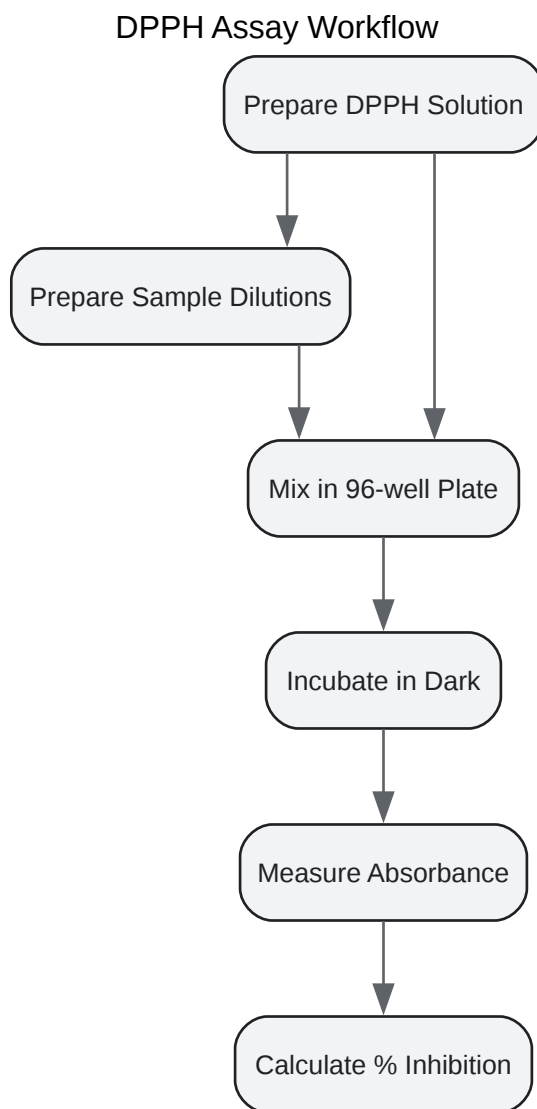 DPPH Assay Workflow
Prepare DPPH Solution
Prepare Sample Dilutions
Mix in 96-well Plate
Incubate in Dark
Measure Absorbance
Calculate % Inhibition